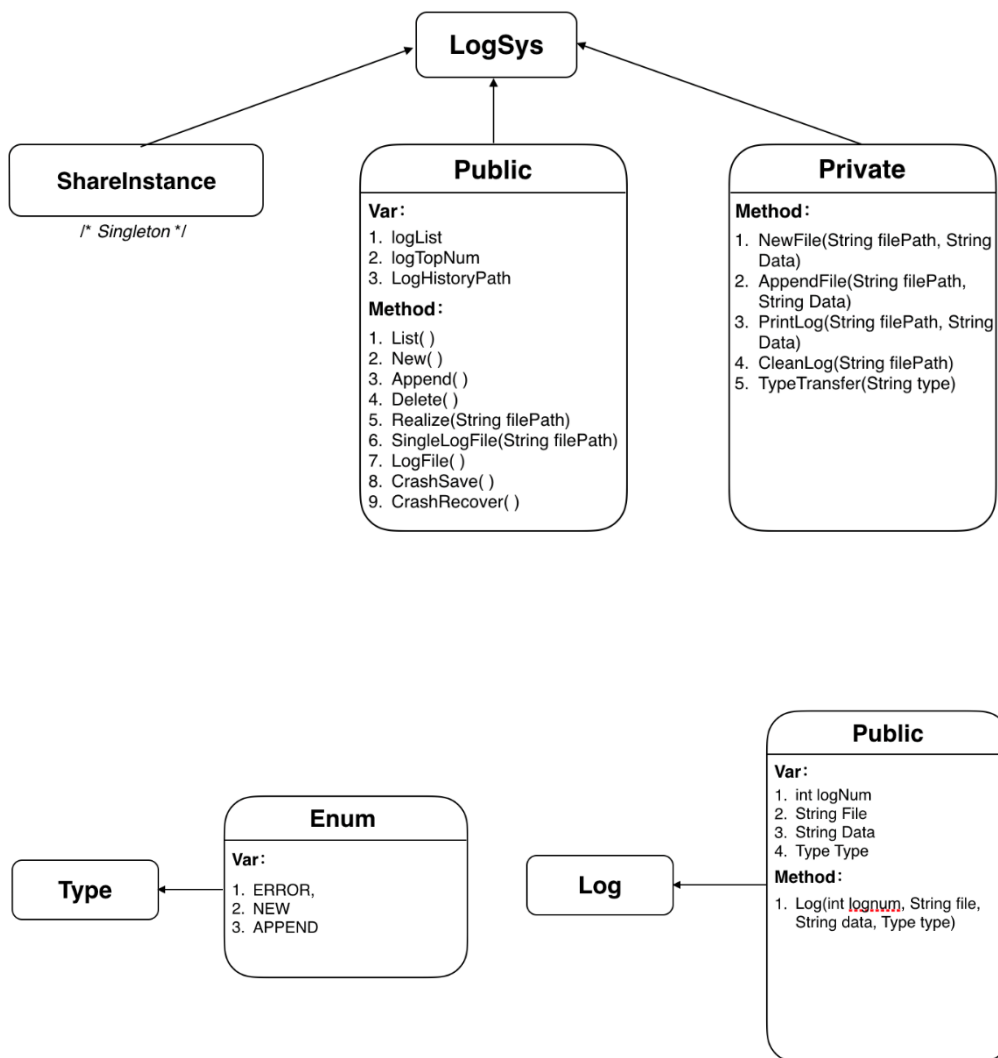 LogSys
ShareInstance
/* Singleton */
Public
Var:
1. logList
2. logTopNum
3. LogHistoryPath
Method:
1. List( )
2. New( )
3. Append( )
4. Delete( )
5. Realize(String filePath)
6. SingleLogFile(String filePath)
7. LogFile( )
8. CrashSave( )
9. CrashRecover( )
Private
Method:
1. NewFile(String filePath, String
Data)
2. AppendFile(String filePath,
String Data)
3. PrintLog(String filePath, String
Data)
4. CleanLog(String filePath)
5. TypeTransfer(String type)
Type
Enum
Var:
1. ERROR,
2. NEW
3. APPEND
Log
Public
Var:
1. int logNum
2. String File
3. String Data
4. Type Type
Method:
1. Log(int lognum, String file,
String data, Type type)